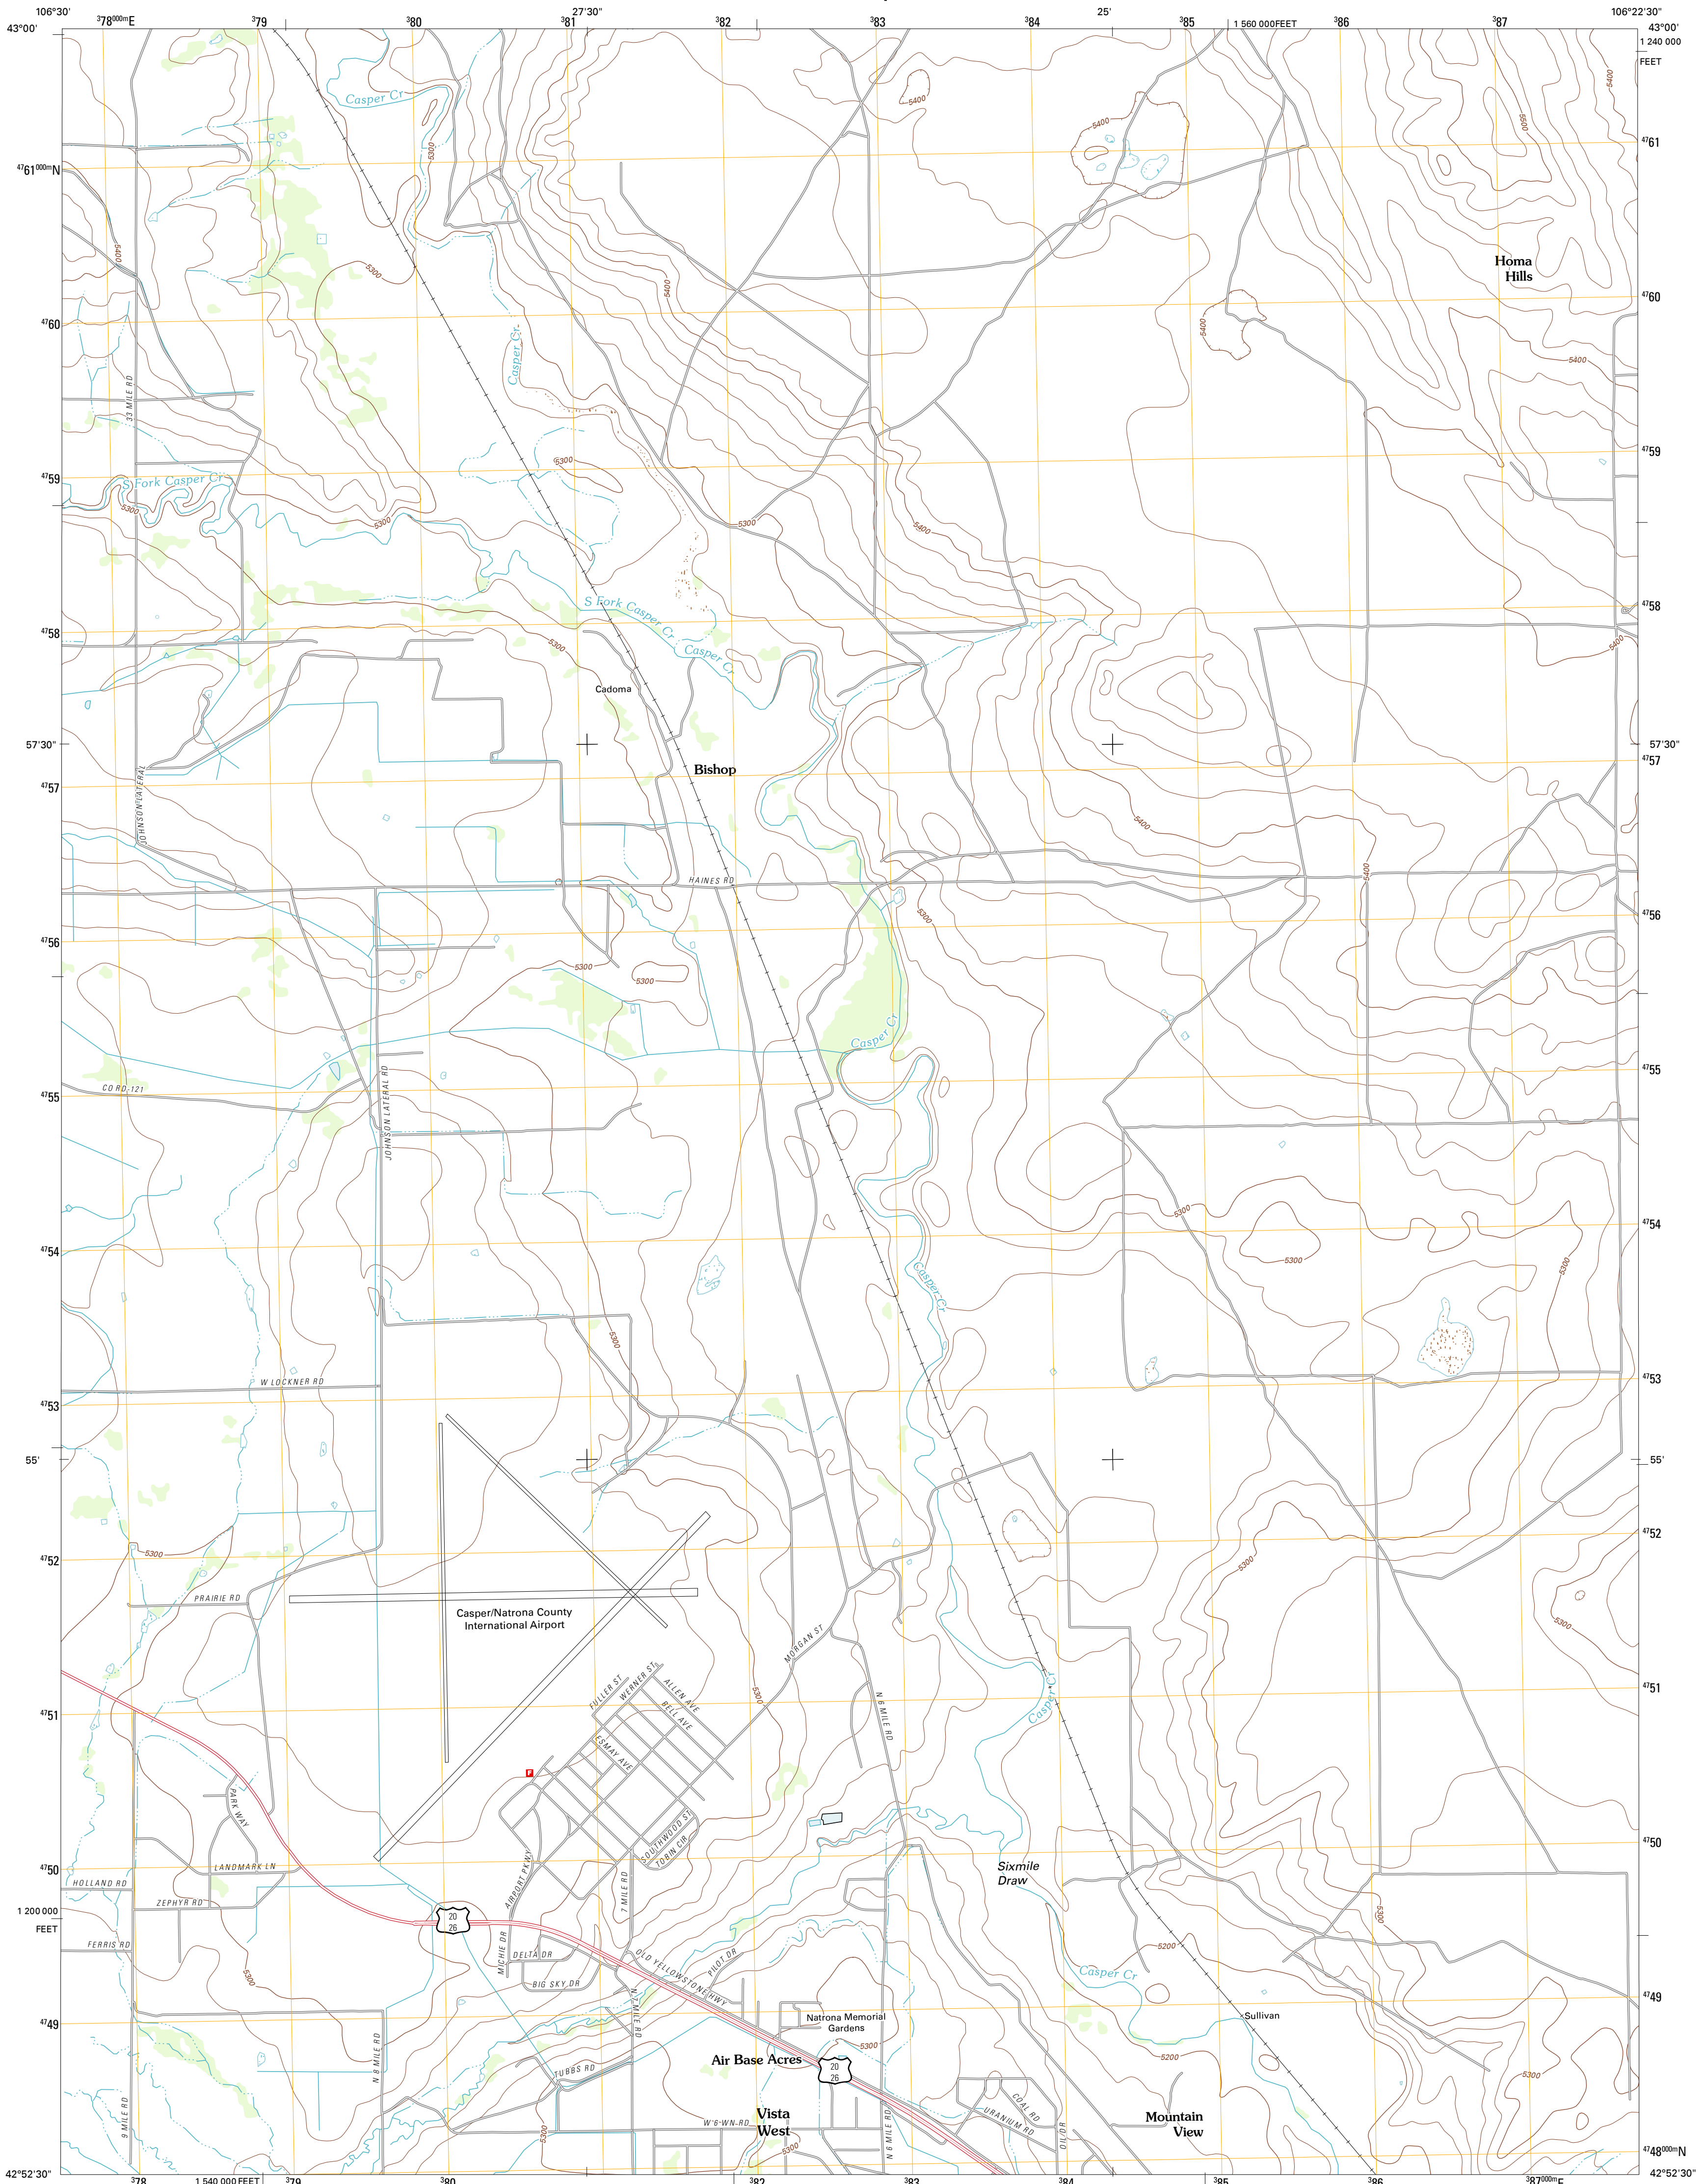 106°30'
³78⁰⁰⁰ᵐE
³79
³80
27'30"
³81
³82
³83
³84
25'
³85
1 560 000 FEET
³86
³87
106°22'30"
43°00'
43°00'
1 240 000
FEET
Casper Cr
5400
5400
5400
5500
5300
⁴⁷61
⁴⁷61⁰⁰⁰ᵐN
5400
5300
5400
Homa
Hills
⁴⁷60
5400
⁴⁷60
Casper Cr
5400
33 MILE RD
⁴⁷59
5300
⁴⁷59
S Fork Casper Cr
5300
5300
5300
5400
S Fork Casper Cr
⁴⁷58
⁴⁷58
5300
Casper Cr
5400
Cadoma
57'30"
57'30"
⁴⁷57
Bishop
⁴⁷57
JOHNSON LATERAL
5400
HAINES RD
5400
5300
⁴⁷56
⁴⁷56
5300
5300
Casper Cr
CO RD-121
⁴⁷55
⁴⁷55
JOHNSON LATERAL RD
5300
⁴⁷54
⁴⁷54
5300
5300
Casper Cr
5300
W LOCKNER RD
⁴⁷53
⁴⁷53
55'
55'
⁴⁷52
⁴⁷52
5300
5300
PRAIRIE RD
Casper/Natrona County
International Airport
5300
MORGAN ST
FULLER ST
WERNER ST
ALLEN AVE
BELL AVE
5300
N 6 MILE RD
Casper Cr
⁴⁷51
⁴⁷51
ESMAY AVE
F
PARK WAY
SOUTHWOOD ST
TOBIN CIR
⁴⁷50
⁴⁷50
LANDMARK LN
Sixmile
Draw
HOLLAND RD
AIRPORT PKWY
7 MILE RD
ZEPHYR RD
1 200 000
FEET
20
26
5300
FERRIS RD
MICHIE DR
DELTA DR
OLD YELLOWSTONE HWY
PILOT DR
5200
5300
BIG SKY DR
Casper Cr
N 7 MILE RD
⁴⁷49
⁴⁷49
Natrona Memorial
Gardens
Sullivan
N 8 MILE RD
5300
Air Base Acres
20
26
5200
TUBBS RD
5300
9 MILE RD
COAL RD
URANIUM RD
Vista
West
Mountain
View
N 6 MILE RD
OIL DR
5300
5300
⁴⁷48⁰⁰⁰ᵐN
42°52'30"
³78
1 540 000 FEET
³79
³80
³82
³83
³84
³85
³86
³87⁰⁰⁰ᵐE
42°52'30"